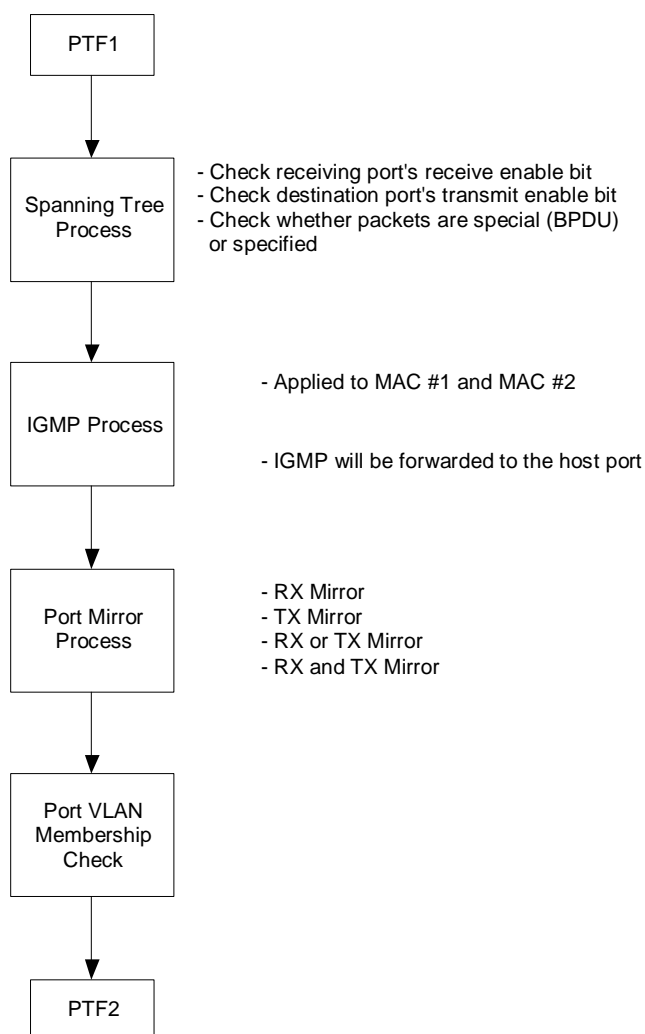 PTF1
Spanning Tree
Process
- Check receiving port's receive enable bit
- Check destination port's transmit enable bit
- Check whether packets are special (BPDU)
or specified
IGMP Process
- Applied to MAC #1 and MAC #2
- IGMP will be forwarded to the host port
Port Mirror
Process
- RX Mirror
- TX Mirror
- RX or TX Mirror
- RX and TX Mirror
Port VLAN
Membership
Check
PTF2